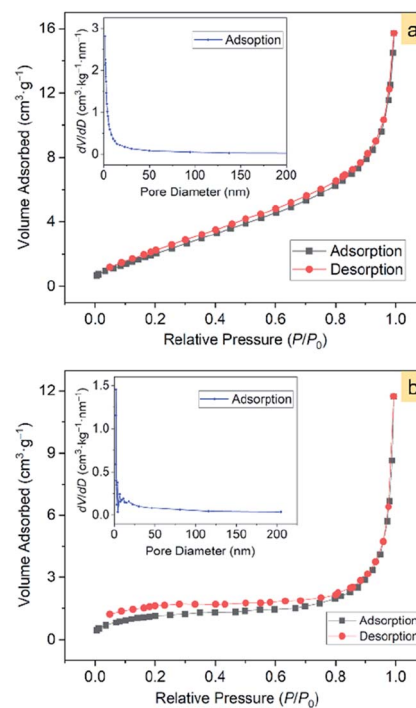 a
16
12
8
4
0
Volume Adsorbed (cm³·g⁻¹)
3
2
1
0
dV/dD (cm³·kg⁻¹·nm⁻¹)
Adsoption
0 50 100 150 200
Pore Diameter (nm)
Adsorption
Desorption
0.0 0.2 0.4 0.6 0.8 1.0
Relative Pressure (P/P₀)
b
12
9
6
3
0
Volume Adsorbed (cm³·g⁻¹)
1.5
1.0
0.5
0.0
dV/dD (cm³·kg⁻¹·nm⁻¹)
Adsorption
0 50 100 150 200
Pore Diameter (nm)
Adsorption
Desorption
0.0 0.2 0.4 0.6 0.8 1.0
Relative Pressure (P/P₀)